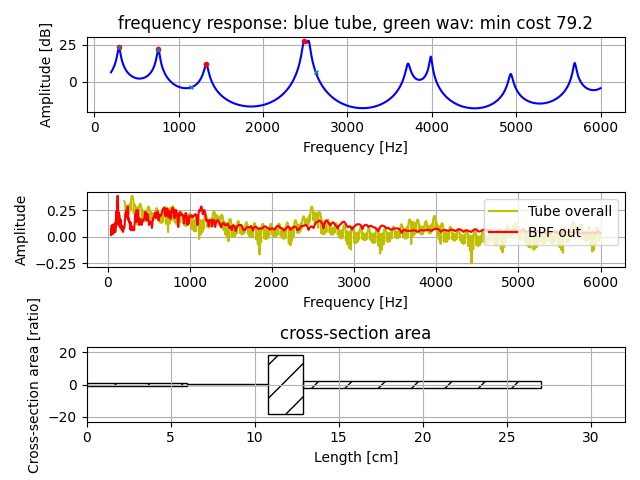 frequency response: blue tube, green wav: min cost 79.2
Amplitude [dB]
25
0
0
1000
2000
3000
4000
5000
6000
Frequency [Hz]
Amplitude
0.25
0.00
−0.25
Tube overall
BPF out
0
1000
2000
3000
4000
5000
6000
Frequency [Hz]
cross-section area
Cross-section area [ratio]
20
0
−20
0
5
10
15
20
25
30
Length [cm]